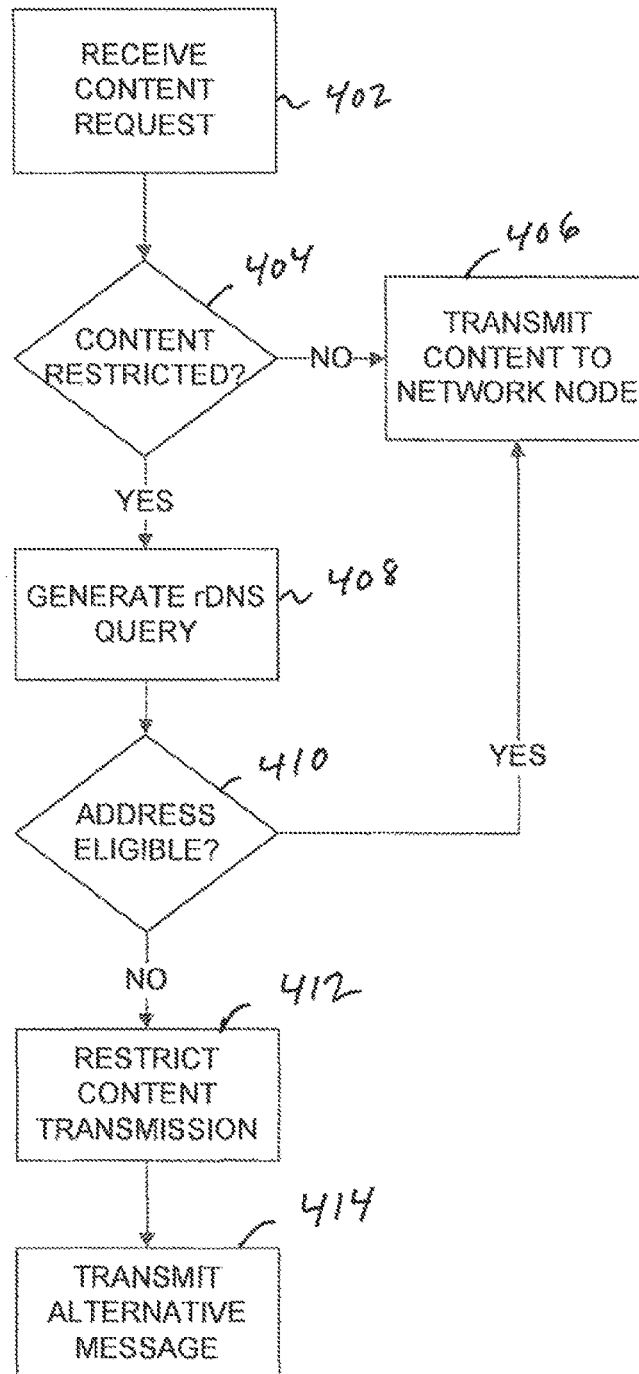 RECEIVE
CONTENT
REQUEST
402
404
CONTENT
RESTRICTED?
NO
406
TRANSMIT
CONTENT TO
NETWORK NODE
YES
GENERATE rDNS
QUERY
408
410
ADDRESS
ELIGIBLE?
YES
NO
412
RESTRICT
CONTENT
TRANSMISSION
414
TRANSMIT
ALTERNATIVE
MESSAGE